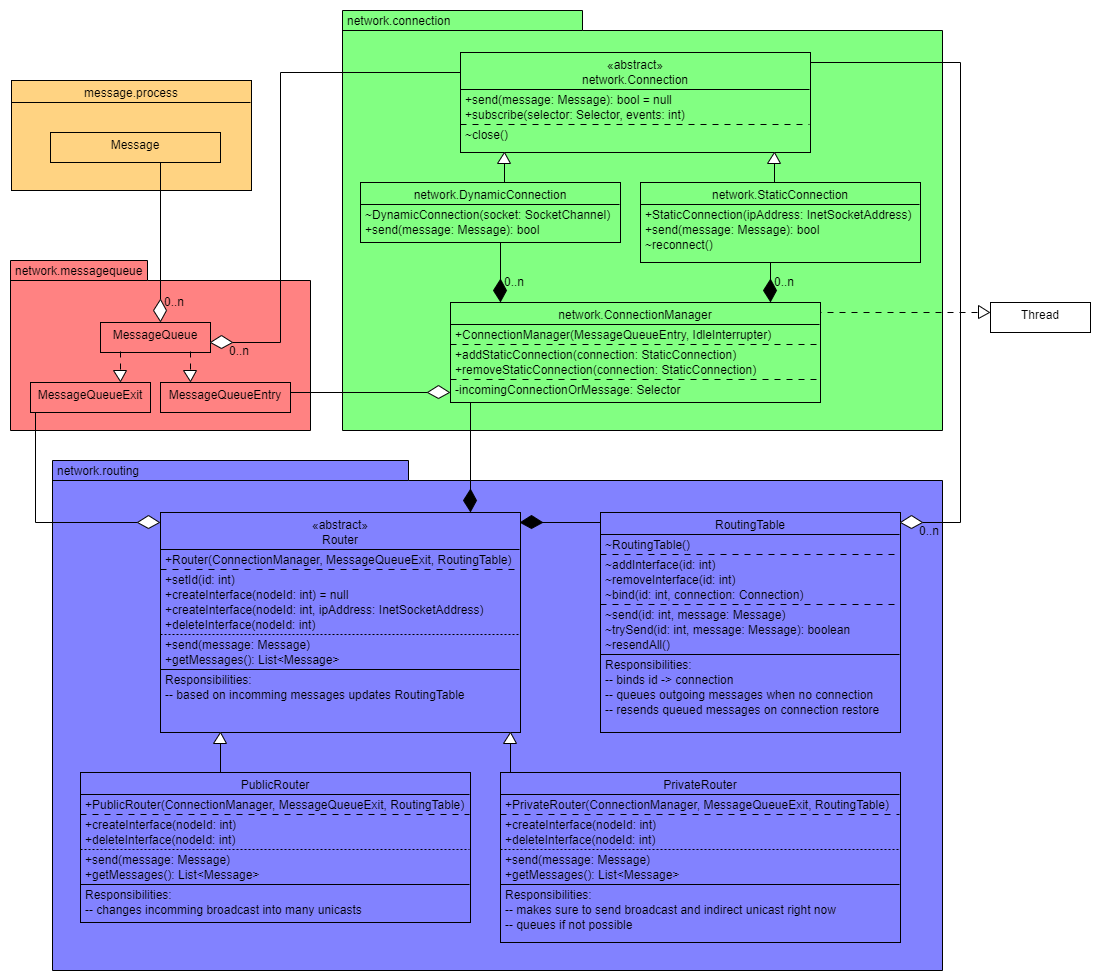 network.connection
«abstract»
network.Connection
+send(message: Message): bool = null
+subscribe(selector: Selector, events: int)
~close()
message.process
Message
network.DynamicConnection
~DynamicConnection(socket: SocketChannel)
+send(message: Message): bool
network.StaticConnection
+StaticConnection(ipAddress: InetSocketAddress)
+send(message: Message): bool
~reconnect()
network.messagequeue
0..n
MessageQueue
0..n
MessageQueueExit
MessageQueueEntry
0..n
0..n
network.ConnectionManager
+ConnectionManager(MessageQueueEntry, IdleInterrupter)
+addStaticConnection(connection: StaticConnection)
+removeStaticConnection(connection: StaticConnection)
-incomingConnectionOrMessage: Selector
Thread
network.routing
«abstract»
Router
+Router(ConnectionManager, MessageQueueExit, RoutingTable)
+setId(id: int)
+createInterface(nodeId: int) = null
+createInterface(nodeId: int, ipAddress: InetSocketAddress)
+deleteInterface(nodeId: int)
+send(message: Message)
+getMessages(): List<Message>
Responsibilities:
-- based on incomming messages updates RoutingTable
RoutingTable
0..n
~RoutingTable()
~addInterface(id: int)
~removeInterface(id: int)
~bind(id: int, connection: Connection)
~send(id: int, message: Message)
~trySend(id: int, message: Message): boolean
~resendAll()
Responsibilities:
-- binds id -> connection
-- queues outgoing messages when no connection
-- resends queued messages on connection restore
PublicRouter
+PublicRouter(ConnectionManager, MessageQueueExit, RoutingTable)
+createInterface(nodeId: int)
+deleteInterface(nodeId: int)
+send(message: Message)
+getMessages(): List<Message>
Responsibilities:
-- changes incomming broadcast into many unicasts
PrivateRouter
+PrivateRouter(ConnectionManager, MessageQueueExit, RoutingTable)
+createInterface(nodeId: int)
+deleteInterface(nodeId: int)
+send(message: Message)
+getMessages(): List<Message>
Responsibilities:
-- makes sure to send broadcast and indirect unicast right now
-- queues if not possible